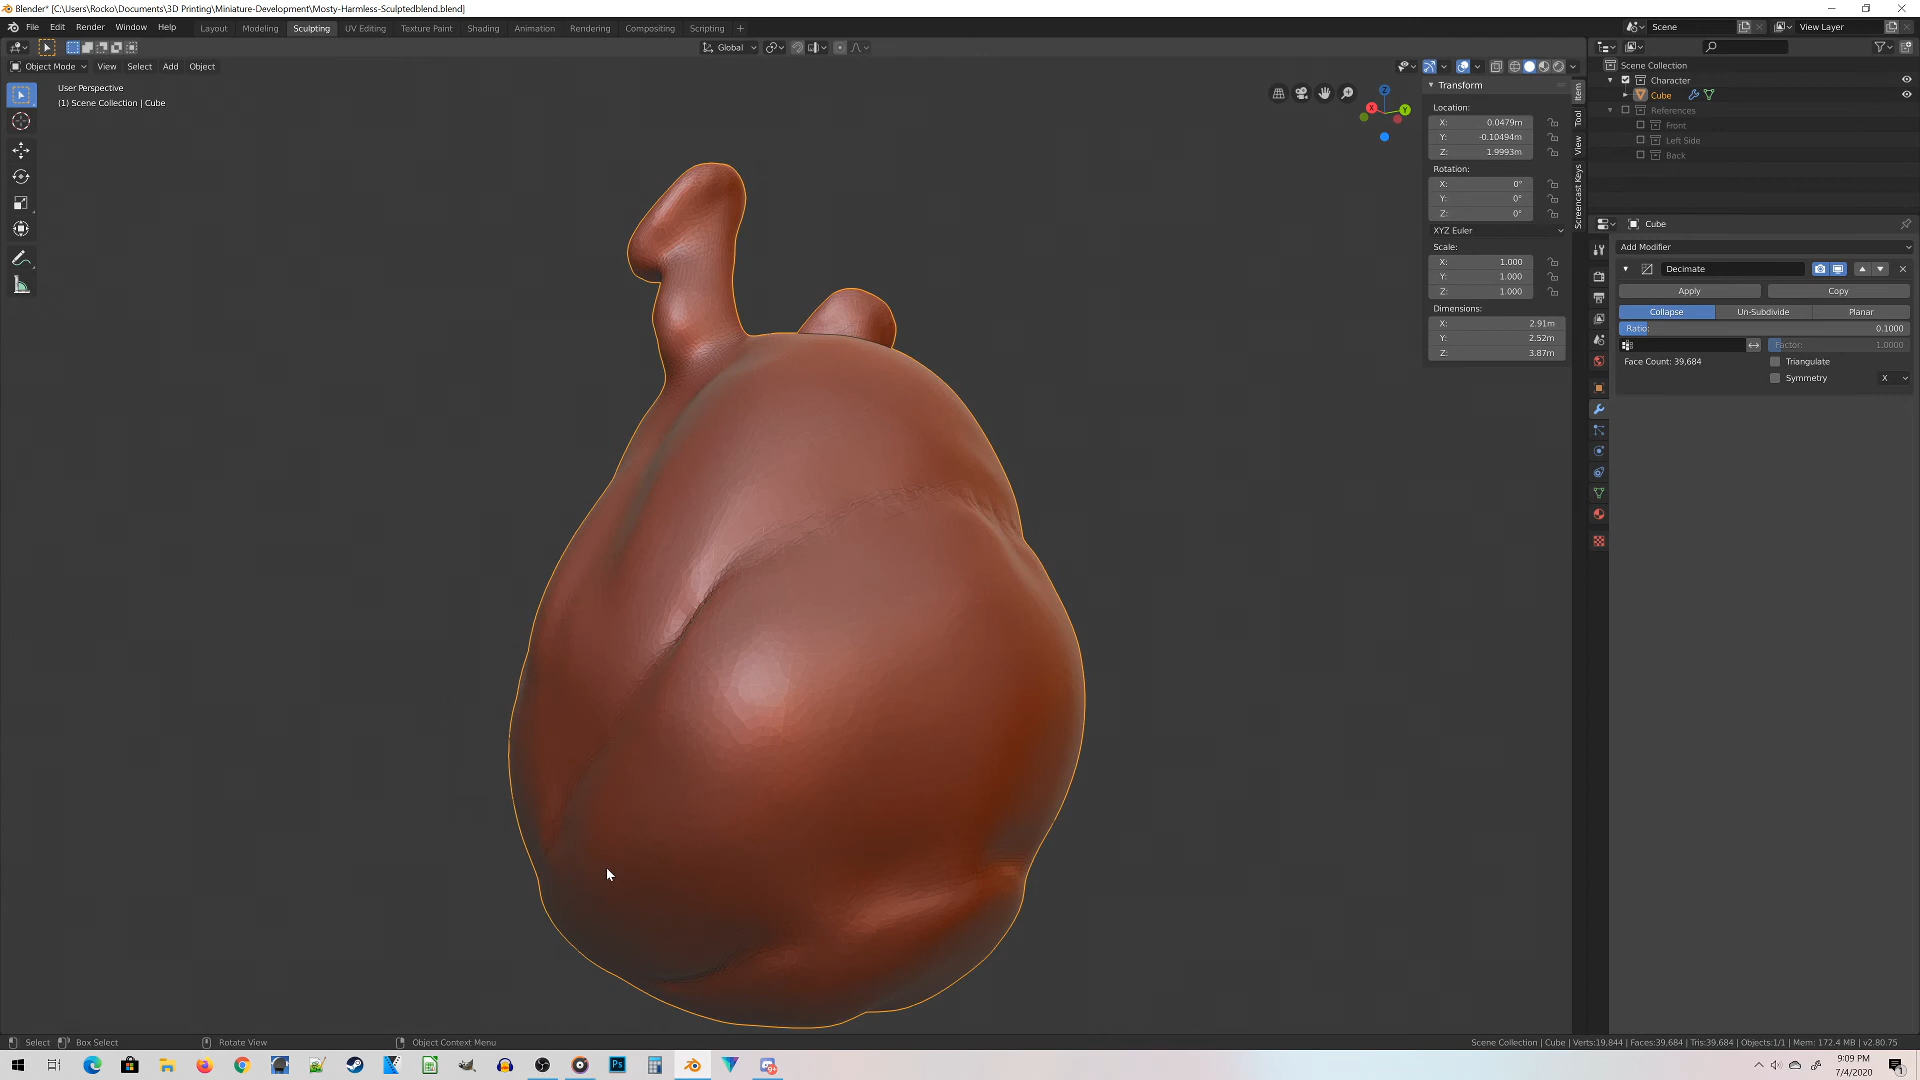 Blender* [C:\Users\Rocko\Documents\3D Printing\Miniature-Development\Mosty-Harmless-Sculptedblend.blend]
File Edit Render Window Help
Layout Modeling Sculpting UV Editing Texture Paint Shading Animation Rendering Compositing Scripting +
Scene
View Layer
Global
Object Mode View Select Add Object
User Perspective
(1) Scene Collection | Cube
Z
X
Y
Transform
Location:
X: 0.0479m
Y: -0.10494m
Z: 1.9993m
Rotation:
X: 0°
Y: 0°
Z: 0°
XYZ Euler
Scale:
X: 1.000
Y: 1.000
Z: 1.000
Dimensions:
X: 2.91m
Y: 2.52m
Z: 3.87m
Item
Tool
View
Screencast Keys
Scene Collection
Character
Cube
References
Front
Left Side
Back
Cube
Add Modifier
Decimate
Apply Copy
Collapse Un-Subdivide Planar
Ratio: 0.1000
Factor: 1.0000
Face Count: 39,684 Triangulate
Symmetry X
Select Box Select Rotate View Object Context Menu
Scene Collection | Cube | Verts:19,844 | Faces:39,684 | Tris:39,684 | Objects:1/1 | Mem: 172.4 MB | v2.80.75
Ps
9:09 PM
7/4/2020